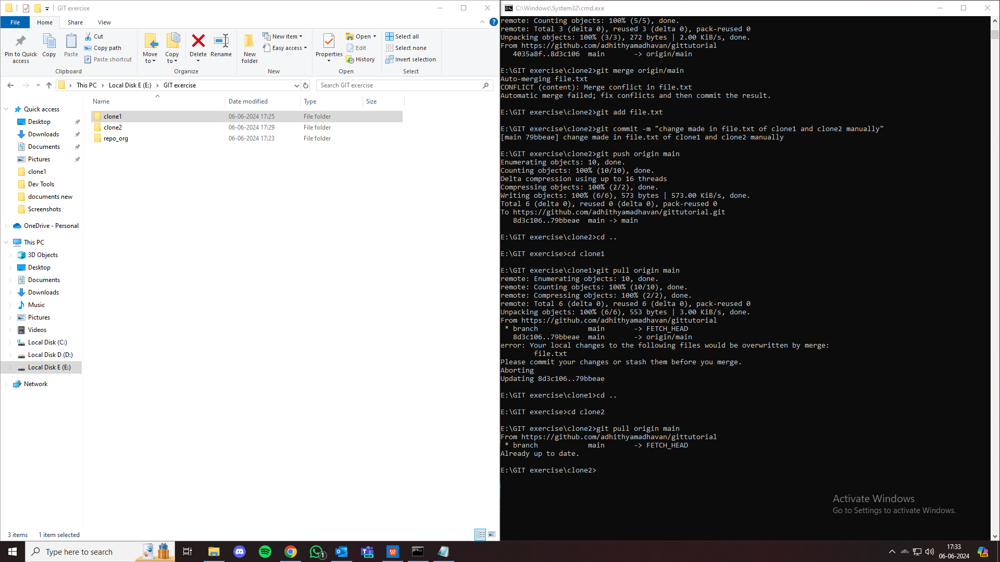 GIT exercise
File
Home
Share
View
Pin to Quick access
Copy
Paste
Cut
Copy path
Paste shortcut
Clipboard
Move to
Copy to
Delete
Rename
Organize
New folder
New item
Easy access
New
Properties
Open
Edit
History
Open
Select all
Select none
Invert selection
Select
This PC > Local Disk E (E:) > GIT exercise
Search GIT exercise
Name Date modified Type Size
clone1 06-06-2024 17:25 File folder
clone2 06-06-2024 17:29 File folder
repo_org 06-06-2024 17:23 File folder
Quick access
Desktop
Downloads
Documents
Pictures
clone1
Dev Tools
documents new
Screenshots
OneDrive - Personal
This PC
3D Objects
Desktop
Documents
Downloads
Music
Pictures
Videos
Local Disk (C:)
Local Disk D (D:)
Local Disk E (E:)
Network
3 items 1 item selected
C:\Windows\System32\cmd.exe
remote: Counting objects: 100% (5/5), done.
remote: Total 3 (delta 0), reused 3 (delta 0), pack-reused 0
Unpacking objects: 100% (3/3), 272 bytes | 2.00 KiB/s, done.
From https://github.com/adhithyamadhavan/gittutorial
   4035a8f..8d3c106  main       -> origin/main
E:\GIT exercise\clone2>git merge origin/main
Auto-merging file.txt
CONFLICT (content): Merge conflict in file.txt
Automatic merge failed; fix conflicts and then commit the result.
E:\GIT exercise\clone2>git add file.txt
E:\GIT exercise\clone2>git commit -m "change made in file.txt of clone1 and clone2 manually"
[main 79bbeae] change made in file.txt of clone1 and clone2 manually
E:\GIT exercise\clone2>git push origin main
Enumerating objects: 10, done.
Counting objects: 100% (10/10), done.
Delta compression using up to 16 threads
Compressing objects: 100% (2/2), done.
Writing objects: 100% (6/6), 573 bytes | 573.00 KiB/s, done.
Total 6 (delta 0), reused 0 (delta 0), pack-reused 0
To https://github.com/adhithyamadhavan/gittutorial.git
   8d3c106..79bbeae  main -> main
E:\GIT exercise\clone2>cd ..
E:\GIT exercise>cd clone1
E:\GIT exercise\clone1>git pull origin main
remote: Enumerating objects: 10, done.
remote: Counting objects: 100% (10/10), done.
remote: Compressing objects: 100% (2/2), done.
remote: Total 6 (delta 0), reused 6 (delta 0), pack-reused 0
Unpacking objects: 100% (6/6), 553 bytes | 3.00 KiB/s, done.
From https://github.com/adhithyamadhavan/gittutorial
 * branch            main       -> FETCH_HEAD
   8d3c106..79bbeae  main       -> origin/main
error: Your local changes to the following files would be overwritten by merge:
        file.txt
Please commit your changes or stash them before you merge.
Aborting
Updating 8d3c106..79bbeae
E:\GIT exercise\clone1>cd ..
E:\GIT exercise>cd clone2
E:\GIT exercise\clone2>git pull origin main
From https://github.com/adhithyamadhavan/gittutorial
 * branch            main       -> FETCH_HEAD
Already up to date.
E:\GIT exercise\clone2>
Activate Windows
Go to Settings to activate Windows.
Type here to search
1
NEW
17:33
06-06-2024
PRE